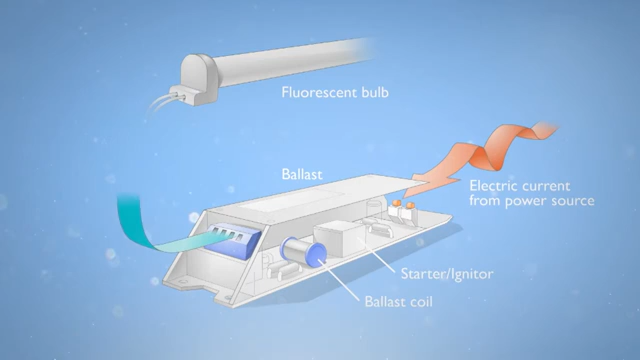 Fluorescent bulb
Ballast
Electric current
from power source
Starter/Ignitor
Ballast coil